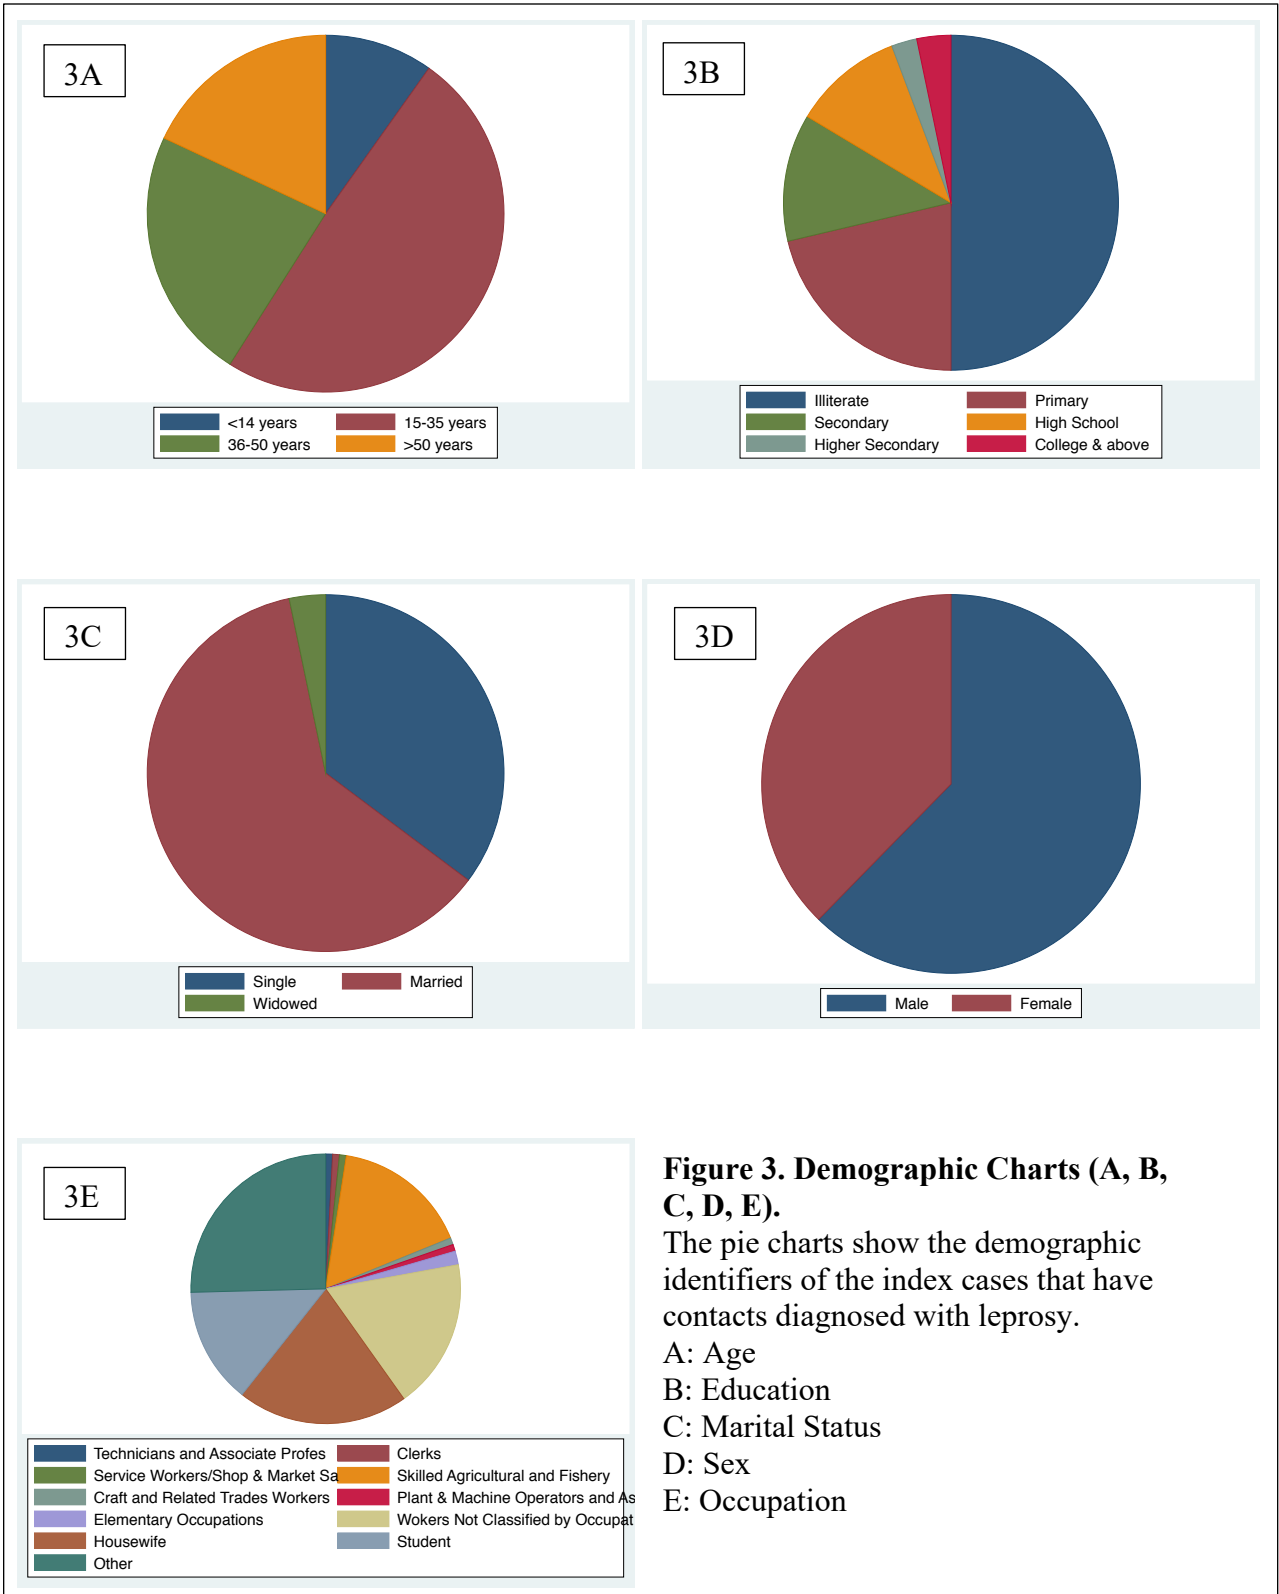 3A
<14 years 15-35 years
36-50 years >50 years
3B
Illiterate Primary
Secondary High School
Higher Secondary College & above
3C
Single Married
Widowed
3D
Male Female
3E
Technicians and Associate Profes Clerks
Service Workers/Shop & Market Sa Skilled Agricultural and Fishery
Craft and Related Trades Workers Plant & Machine Operators and As
Elementary Occupations Wokers Not Classified by Occupat
Housewife Student
Other
Figure 3. Demographic Charts (A, B,
C, D, E).
The pie charts show the demographic
identifiers of the index cases that have
contacts diagnosed with leprosy.
A: Age
B: Education
C: Marital Status
D: Sex
E: Occupation